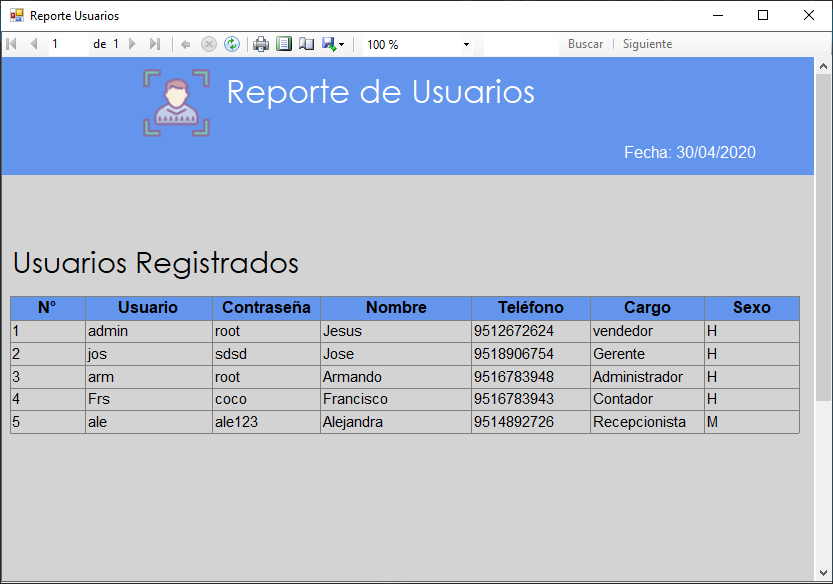 Reporte Usuarios
1 de 1 100 % Buscar Siguiente
Reporte de Usuarios
Fecha: 30/04/2020
Usuarios Registrados
N° Usuario Contraseña Nombre Teléfono Cargo Sexo
1 admin root Jesus 9512672624 vendedor H
2 jos sdsd Jose 9518906754 Gerente H
3 arm root Armando 9516783948 Administrador H
4 Frs coco Francisco 9516783943 Contador H
5 ale ale123 Alejandra 9514892726 Recepcionista M